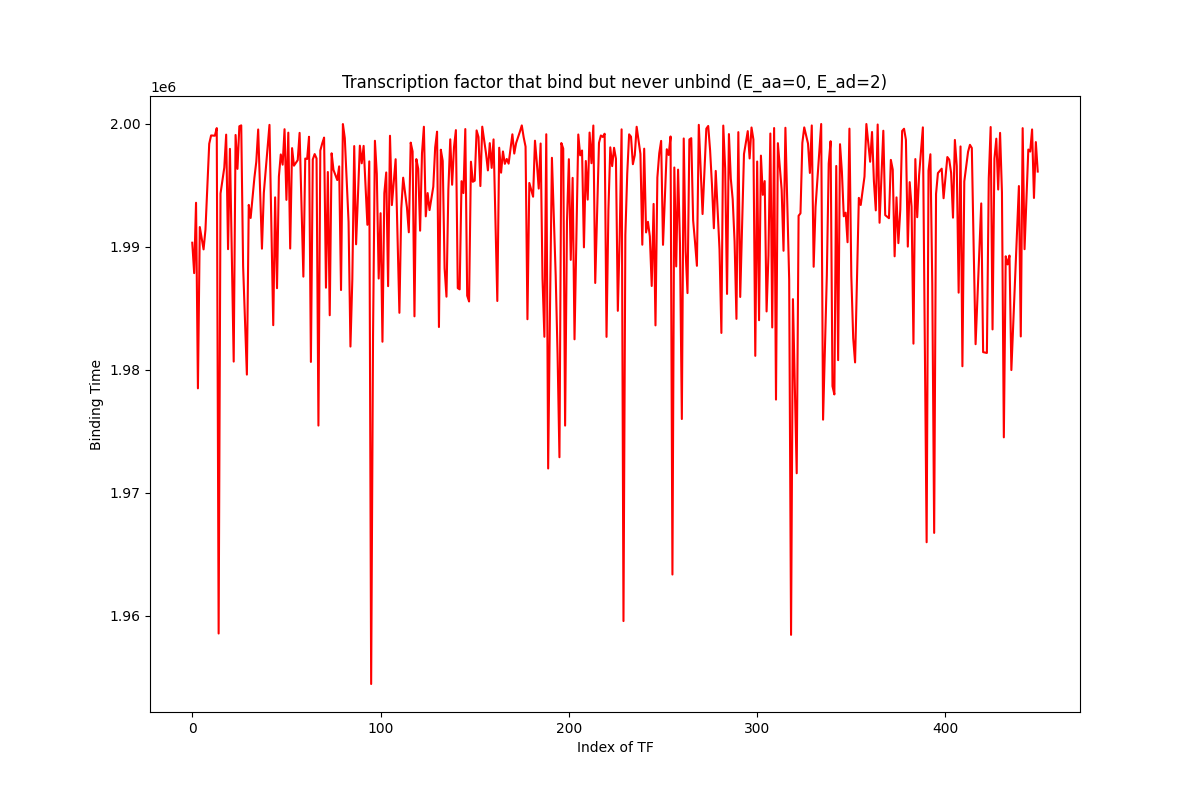 Transcription factor that bind but never unbind (E_aa=0, E_ad=2)
1e6
2.00
1.99
1.98
1.97
1.96
Binding Time
0 100 200 300 400
Index of TF